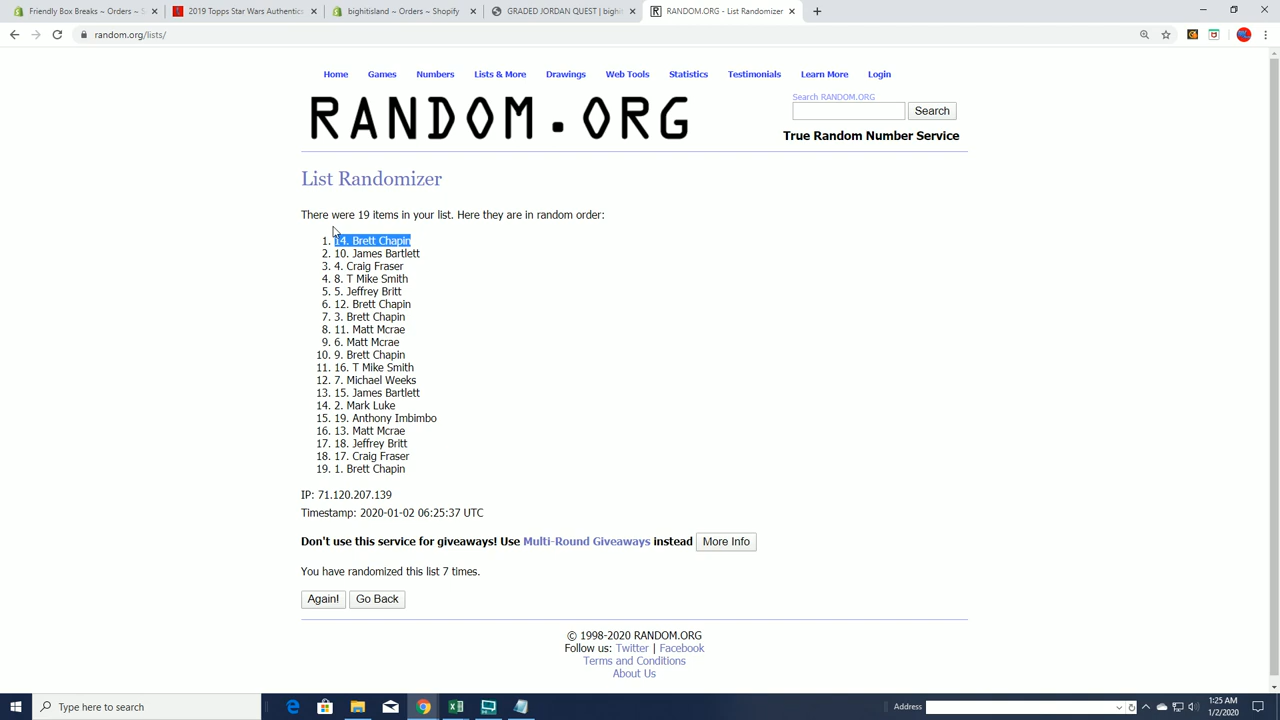 Friendly Box Breaks ~ Orders ~ S
2019 Topps Star Wars Authentic
bighitsland ~ Orders ~ Shopify
GRADED JORDAN QUEST | bighit
RANDOM.ORG - List Randomizer
random.org/lists/
Home Games Numbers Lists & More Drawings Web Tools Statistics Testimonials Learn More Login
RANDOM.ORG
Search RANDOM.ORG
Search
True Random Number Service
List Randomizer
There were 19 items in your list. Here they are in random order:
1. 14. Brett Chapin
2. 10. James Bartlett
3. 4. Craig Fraser
4. 8. T Mike Smith
5. 5. Jeffrey Britt
6. 12. Brett Chapin
7. 3. Brett Chapin
8. 11. Matt Mcrae
9. 6. Matt Mcrae
10. 9. Brett Chapin
11. 16. T Mike Smith
12. 7. Michael Weeks
13. 15. James Bartlett
14. 2. Mark Luke
15. 19. Anthony Imbimbo
16. 13. Matt Mcrae
17. 18. Jeffrey Britt
18. 17. Craig Fraser
19. 1. Brett Chapin
IP: 71.120.207.139
Timestamp: 2020-01-02 06:25:37 UTC
Don't use this service for giveaways! Use Multi-Round Giveaways instead More Info
You have randomized this list 7 times.
Again! Go Back
© 1998-2020 RANDOM.ORG
Follow us: Twitter | Facebook
Terms and Conditions
About Us
Type here to search
Address
1:25 AM
1/2/2020